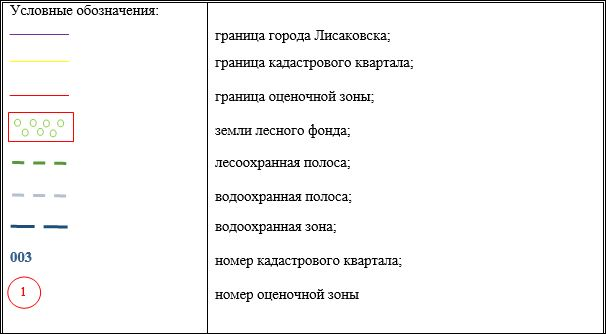 Условные обозначения:
граница города Лисаковска;
граница кадастрового квартала;
граница оценочной зоны;
земли лесного фонда;
лесоохранная полоса;
водоохранная полоса;
водоохранная зона;
003 номер кадастрового квартала;
1 номер оценочной зоны